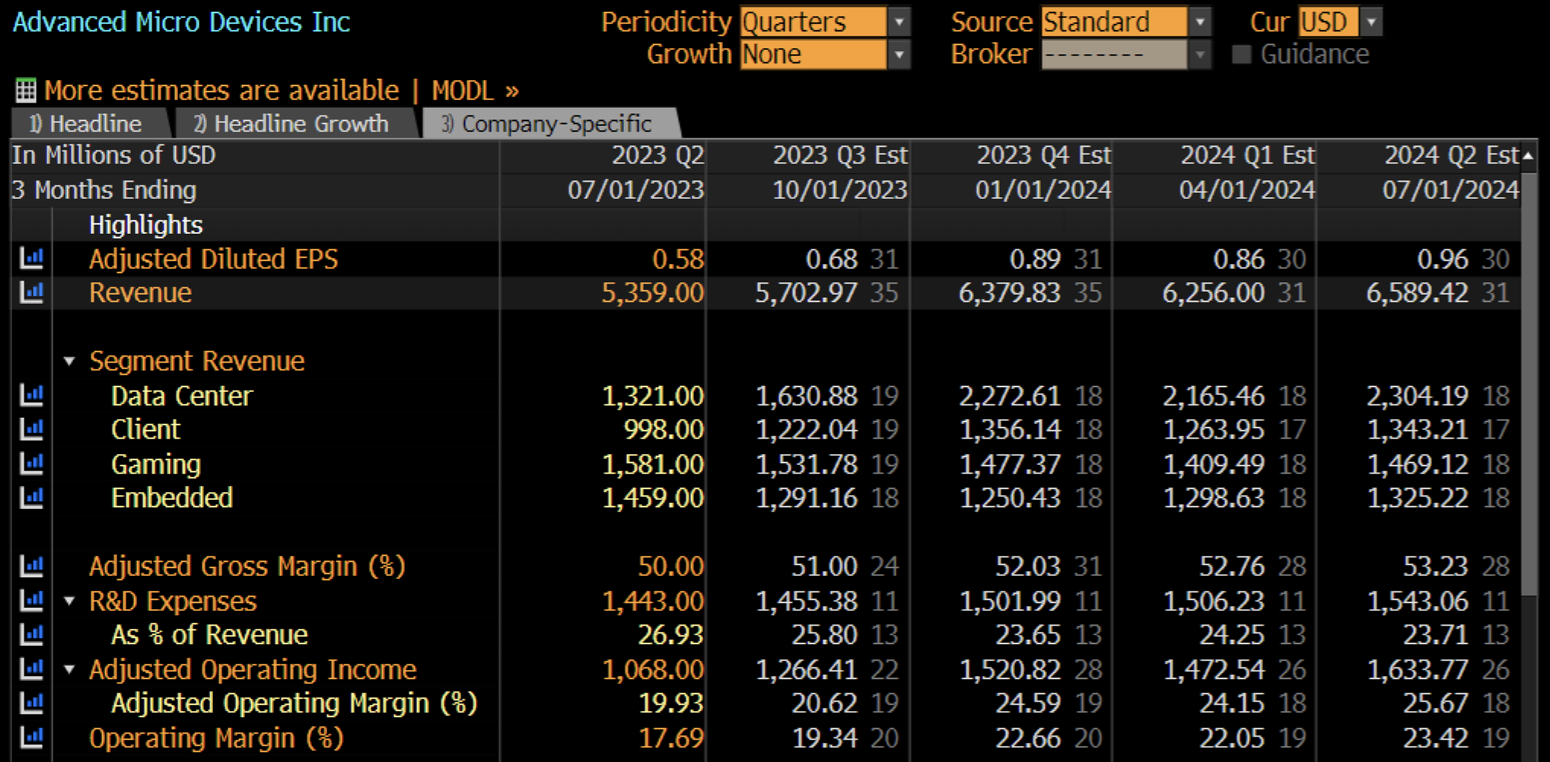 Advanced Micro Devices Inc Periodicity Quarters Source Standard Cur USD
Growth None Broker -------- Guidance
More estimates are available | MODL »
1) Headline 2) Headline Growth 3) Company-Specific
In Millions of USD 2023 Q2 2023 Q3 Est 2023 Q4 Est 2024 Q1 Est 2024 Q2 Est
3 Months Ending 07/01/2023 10/01/2023 01/01/2024 04/01/2024 07/01/2024
Highlights
Adjusted Diluted EPS 0.58 0.68 31 0.89 31 0.86 30 0.96 30
Revenue 5,359.00 5,702.97 35 6,379.83 35 6,256.00 31 6,589.42 31
Segment Revenue
Data Center 1,321.00 1,630.88 19 2,272.61 18 2,165.46 18 2,304.19 18
Client 998.00 1,222.04 19 1,356.14 18 1,263.95 17 1,343.21 17
Gaming 1,581.00 1,531.78 19 1,477.37 18 1,409.49 18 1,469.12 18
Embedded 1,459.00 1,291.16 18 1,250.43 18 1,298.63 18 1,325.22 18
Adjusted Gross Margin (%) 50.00 51.00 24 52.03 31 52.76 28 53.23 28
R&D Expenses 1,443.00 1,455.38 11 1,501.99 11 1,506.23 11 1,543.06 11
As % of Revenue 26.93 25.80 13 23.65 13 24.25 13 23.71 13
Adjusted Operating Income 1,068.00 1,266.41 22 1,520.82 28 1,472.54 26 1,633.77 26
Adjusted Operating Margin (%) 19.93 20.62 19 24.59 19 24.15 18 25.67 18
Operating Margin (%) 17.69 19.34 20 22.66 20 22.05 19 23.42 19